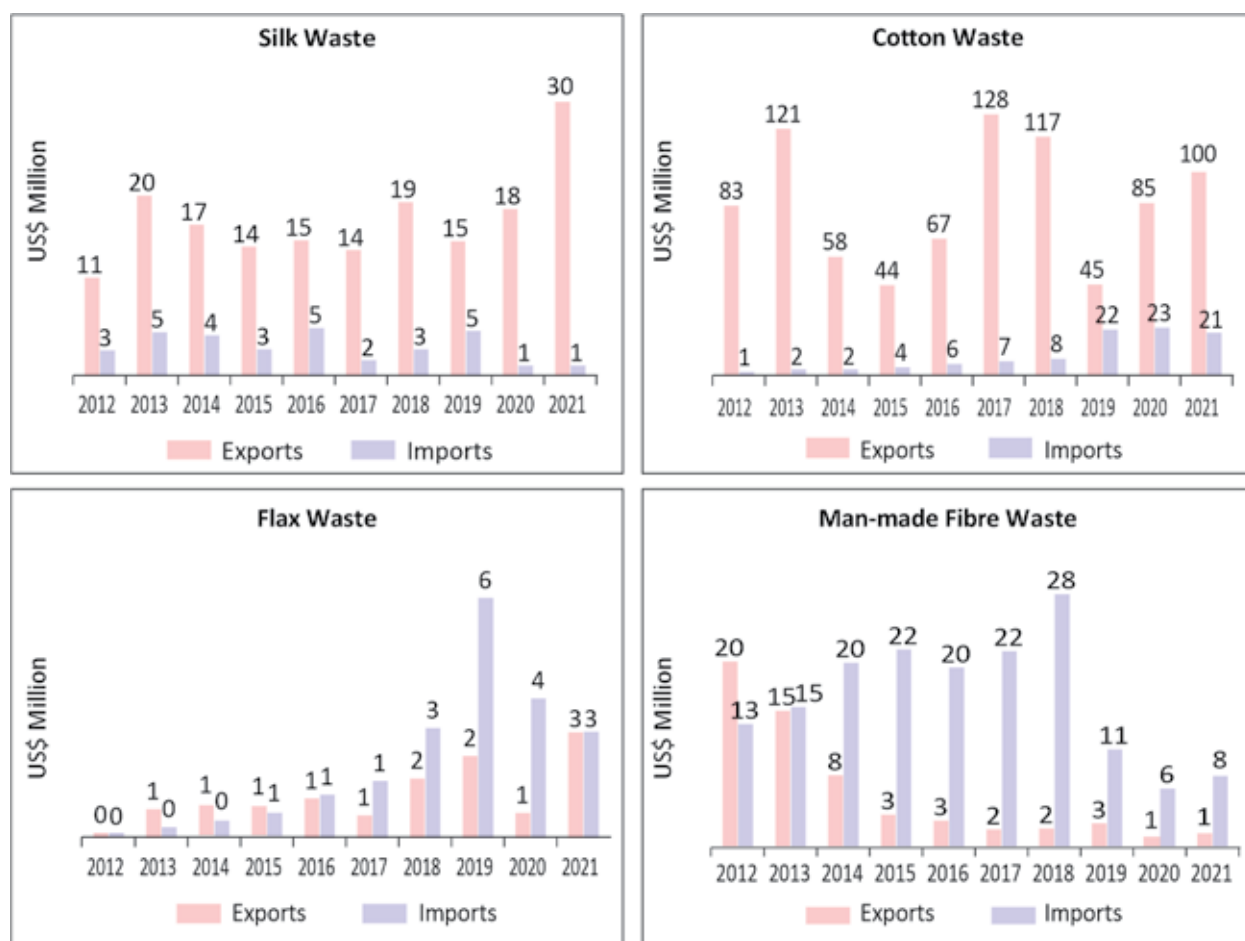 Silk Waste
US$ Million
11 20 17 14 15 14 19 15 18 30
3 5 4 3 5 2 3 5 1 1
2012 2013 2014 2015 2016 2017 2018 2019 2020 2021
Exports Imports
Cotton Waste
US$ Million
83 121 58 44 67 128 117 45 85 100
1 2 2 4 6 7 8 22 23 21
2012 2013 2014 2015 2016 2017 2018 2019 2020 2021
Exports Imports
Flax Waste
US$ Million
0 1 1 1 1 1 2 2 1 3
0 0 0 1 1 1 3 6 4 3
2012 2013 2014 2015 2016 2017 2018 2019 2020 2021
Exports Imports
Man-made Fibre Waste
US$ Million
20 15 8 3 3 2 2 3 1 1
13 15 20 22 20 22 28 11 6 8
2012 2013 2014 2015 2016 2017 2018 2019 2020 2021
Exports Imports